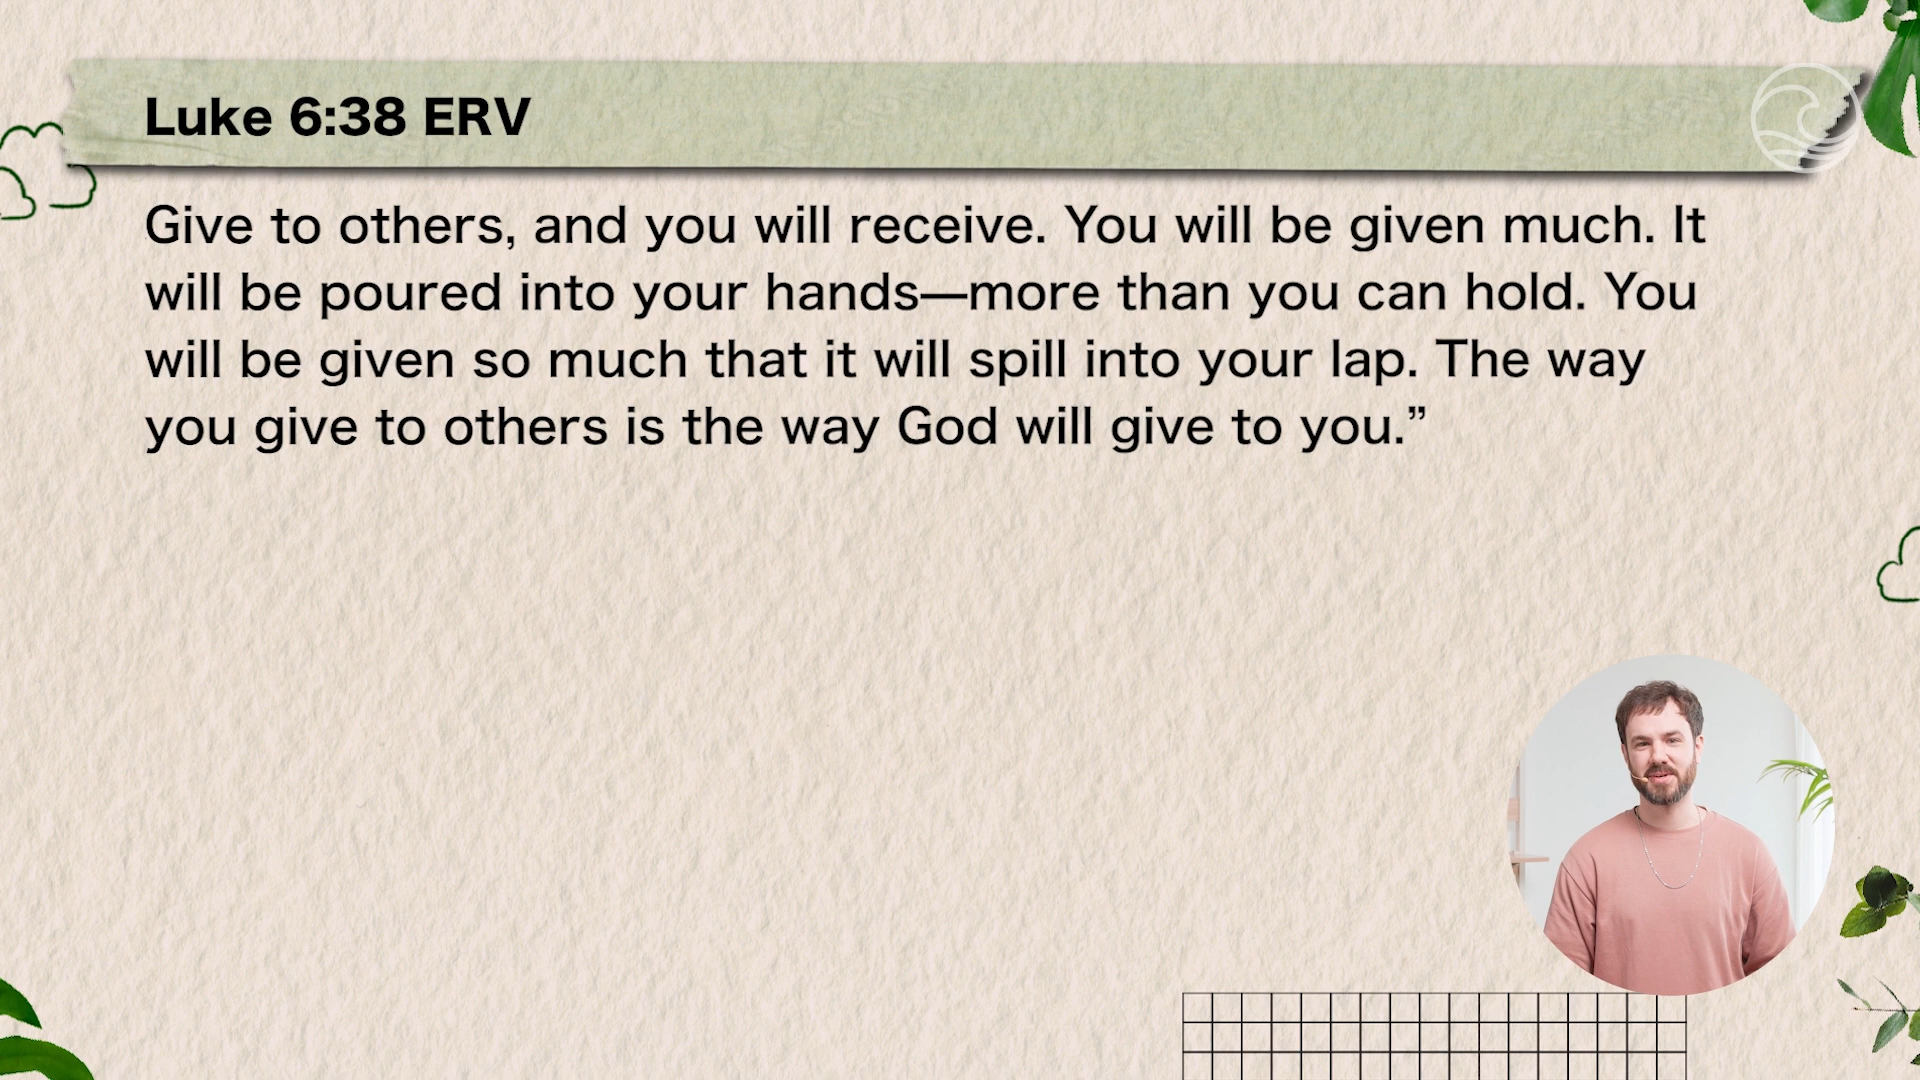 Luke 6:38 ERV
Give to others, and you will receive. You will be given much. It
will be poured into your hands—more than you can hold. You
will be given so much that it will spill into your lap. The way
you give to others is the way God will give to you.”